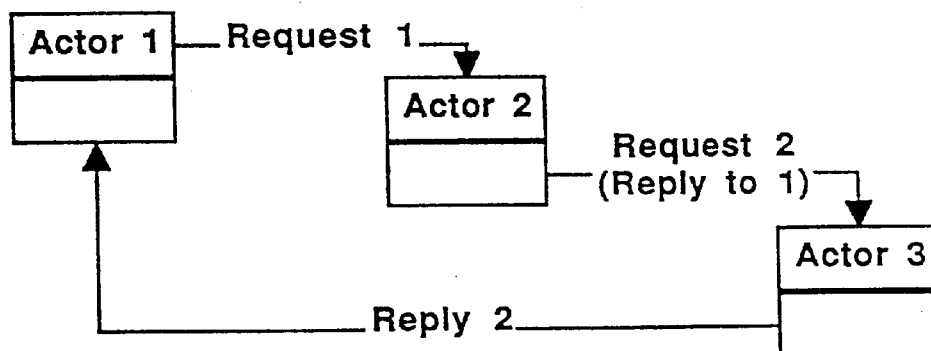 Actor 1
Request 1
Actor 2
Request 2
(Reply to 1)
Actor 3
Reply 2